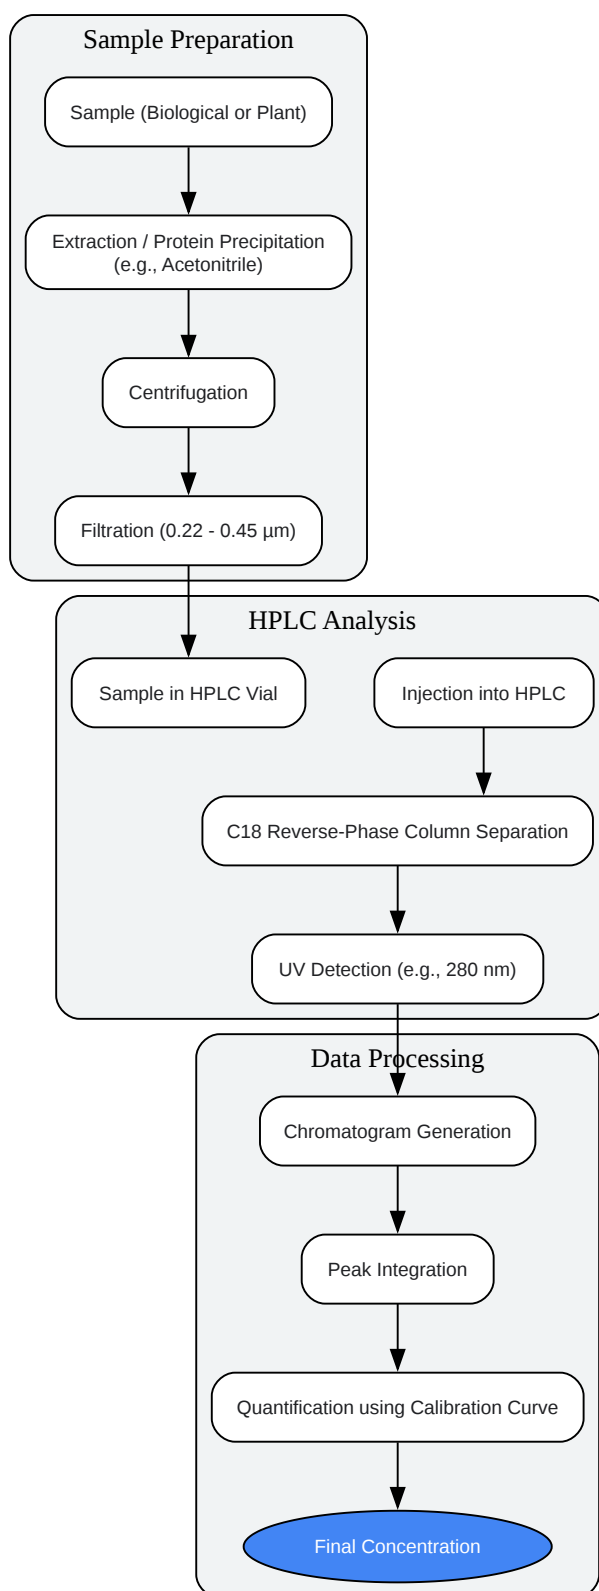 Sample Preparation
Sample (Biological or Plant)
Extraction / Protein Precipitation
(e.g., Acetonitrile)
Centrifugation
Filtration (0.22 - 0.45 µm)
HPLC Analysis
Sample in HPLC Vial
Injection into HPLC
C18 Reverse-Phase Column Separation
UV Detection (e.g., 280 nm)
Data Processing
Chromatogram Generation
Peak Integration
Quantification using Calibration Curve
Final Concentration